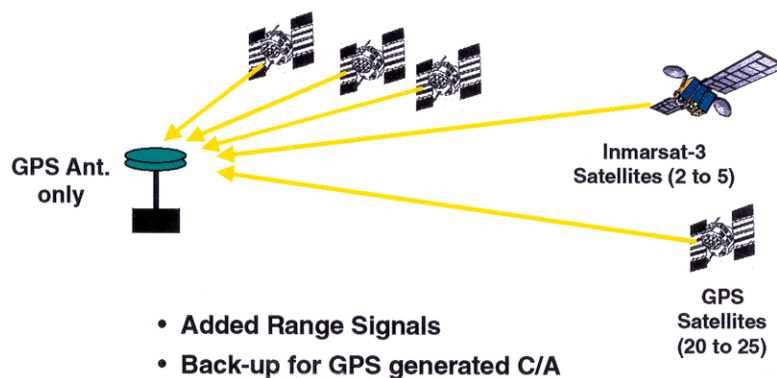 GPS Ant.
only
Inmarsat-3
Satellites (2 to 5)
GPS
Satellites
(20 to 25)
• Added Range Signals
• Back-up for GPS generated C/A